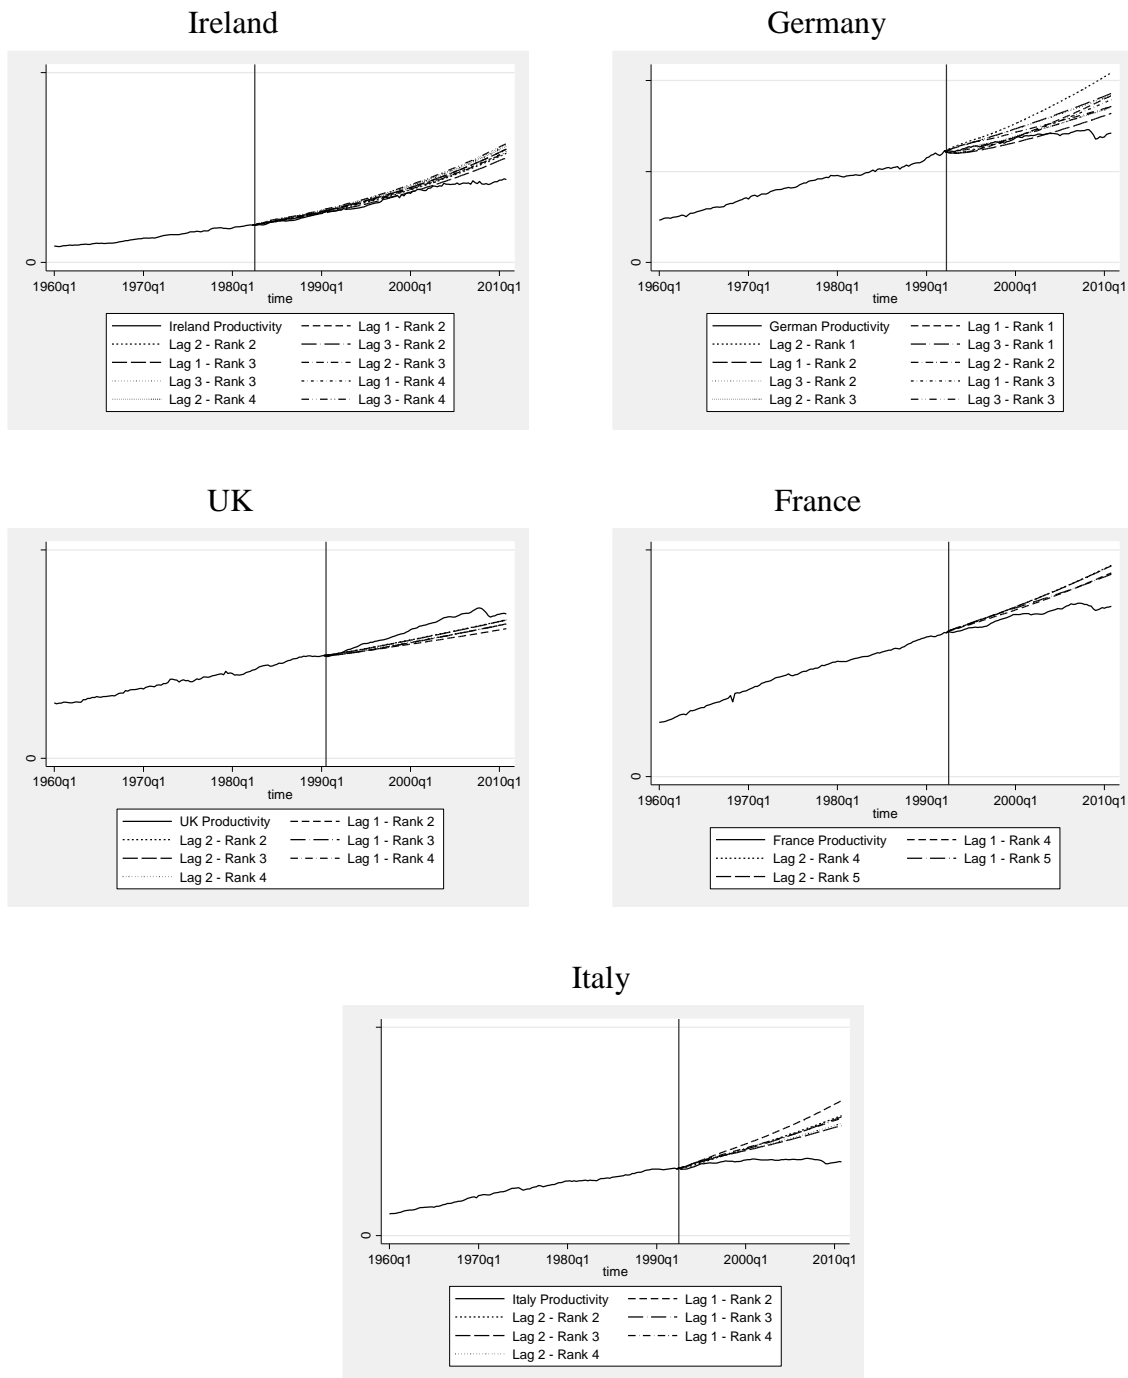 Ireland
0
1960q1 1970q1 1980q1 1990q1 2000q1 2010q1
time
Ireland Productivity Lag 1 - Rank 2
Lag 2 - Rank 2 Lag 3 - Rank 2
Lag 1 - Rank 3 Lag 2 - Rank 3
Lag 3 - Rank 3 Lag 1 - Rank 4
Lag 2 - Rank 4 Lag 3 - Rank 4
Germany
0
1960q1 1970q1 1980q1 1990q1 2000q1 2010q1
time
German Productivity Lag 1 - Rank 1
Lag 2 - Rank 1 Lag 3 - Rank 1
Lag 1 - Rank 2 Lag 2 - Rank 2
Lag 3 - Rank 2 Lag 1 - Rank 3
Lag 2 - Rank 3 Lag 3 - Rank 3
UK
0
1960q1 1970q1 1980q1 1990q1 2000q1 2010q1
time
UK Productivity Lag 1 - Rank 2
Lag 2 - Rank 2 Lag 1 - Rank 3
Lag 2 - Rank 3 Lag 1 - Rank 4
Lag 2 - Rank 4
France
0
1960q1 1970q1 1980q1 1990q1 2000q1 2010q1
time
France Productivity Lag 1 - Rank 4
Lag 2 - Rank 4 Lag 1 - Rank 5
Lag 2 - Rank 5
Italy
0
1960q1 1970q1 1980q1 1990q1 2000q1 2010q1
time
Italy Productivity Lag 1 - Rank 2
Lag 2 - Rank 2 Lag 1 - Rank 3
Lag 2 - Rank 3 Lag 1 - Rank 4
Lag 2 - Rank 4